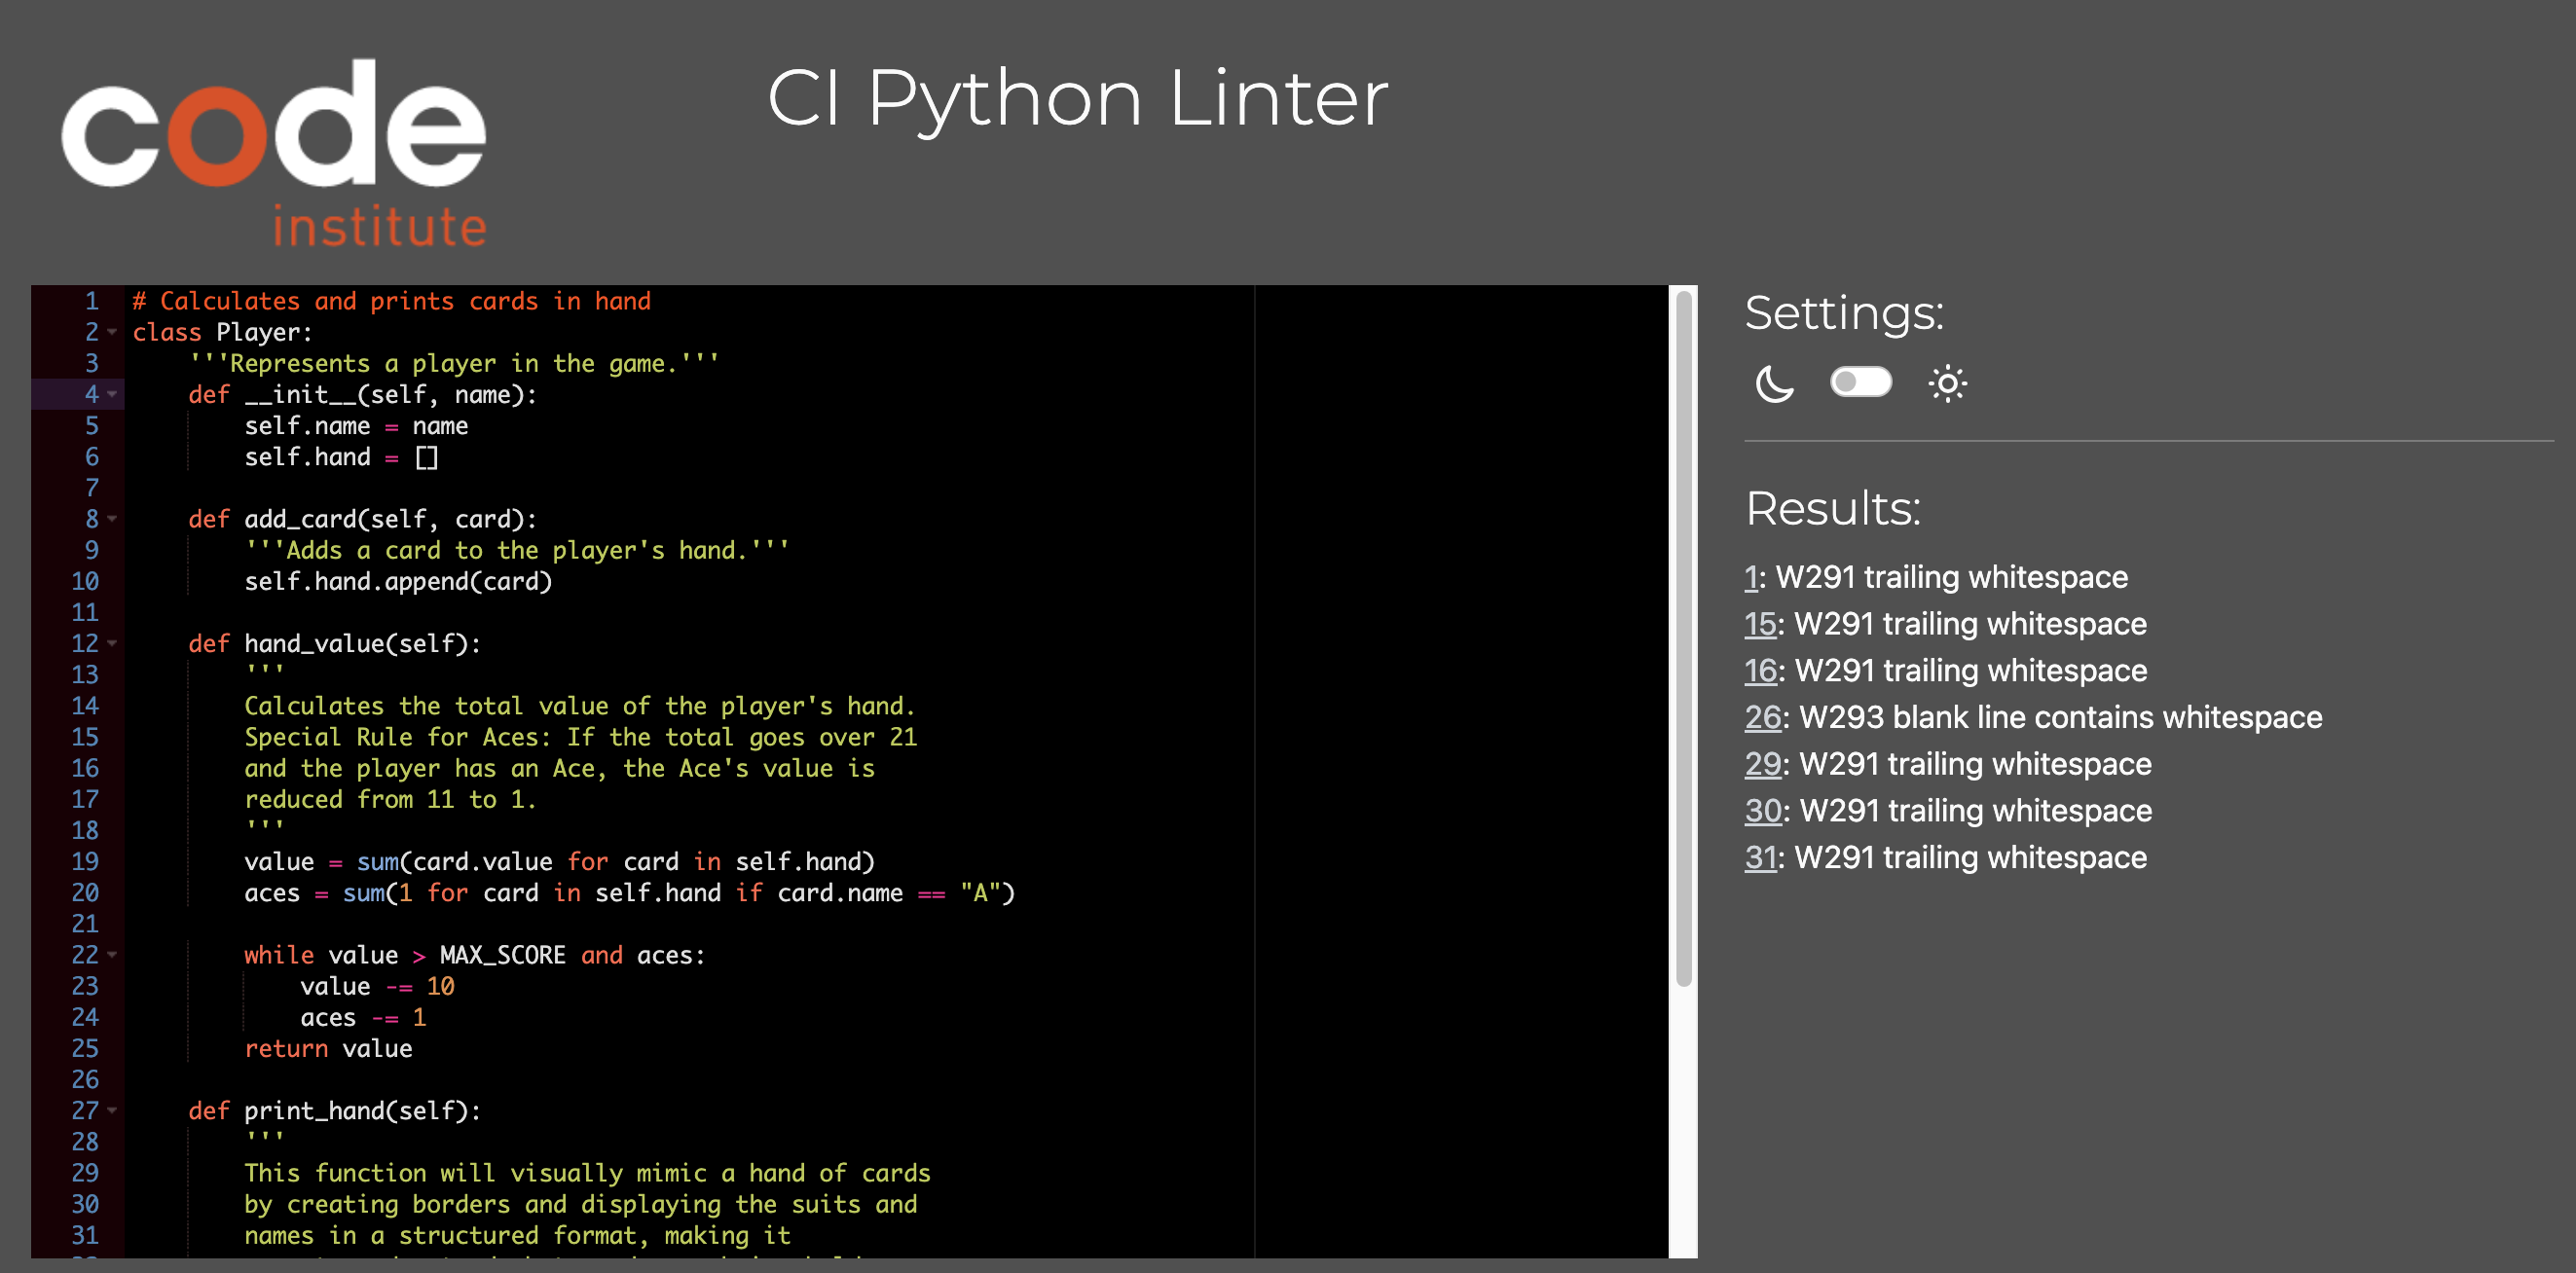 code
institute
CI Python Linter
1 # Calculates and prints cards in hand
2 class Player:
3     '''Represents a player in the game.'''
4     def __init__(self, name):
5         self.name = name
6         self.hand = []
7
8     def add_card(self, card):
9         '''Adds a card to the player's hand.'''
10         self.hand.append(card)
11
12     def hand_value(self):
13         '''
14         Calculates the total value of the player's hand.
15         Special Rule for Aces: If the total goes over 21
16         and the player has an Ace, the Ace's value is
17         reduced from 11 to 1.
18         '''
19         value = sum(card.value for card in self.hand)
20         aces = sum(1 for card in self.hand if card.name == "A")
21
22         while value > MAX_SCORE and aces:
23             value -= 10
24             aces -= 1
25         return value
26
27     def print_hand(self):
28         '''
29         This function will visually mimic a hand of cards
30         by creating borders and displaying the suits and
31         names in a structured format, making it
Settings:
Results:
1: W291 trailing whitespace
15: W291 trailing whitespace
16: W291 trailing whitespace
26: W293 blank line contains whitespace
29: W291 trailing whitespace
30: W291 trailing whitespace
31: W291 trailing whitespace